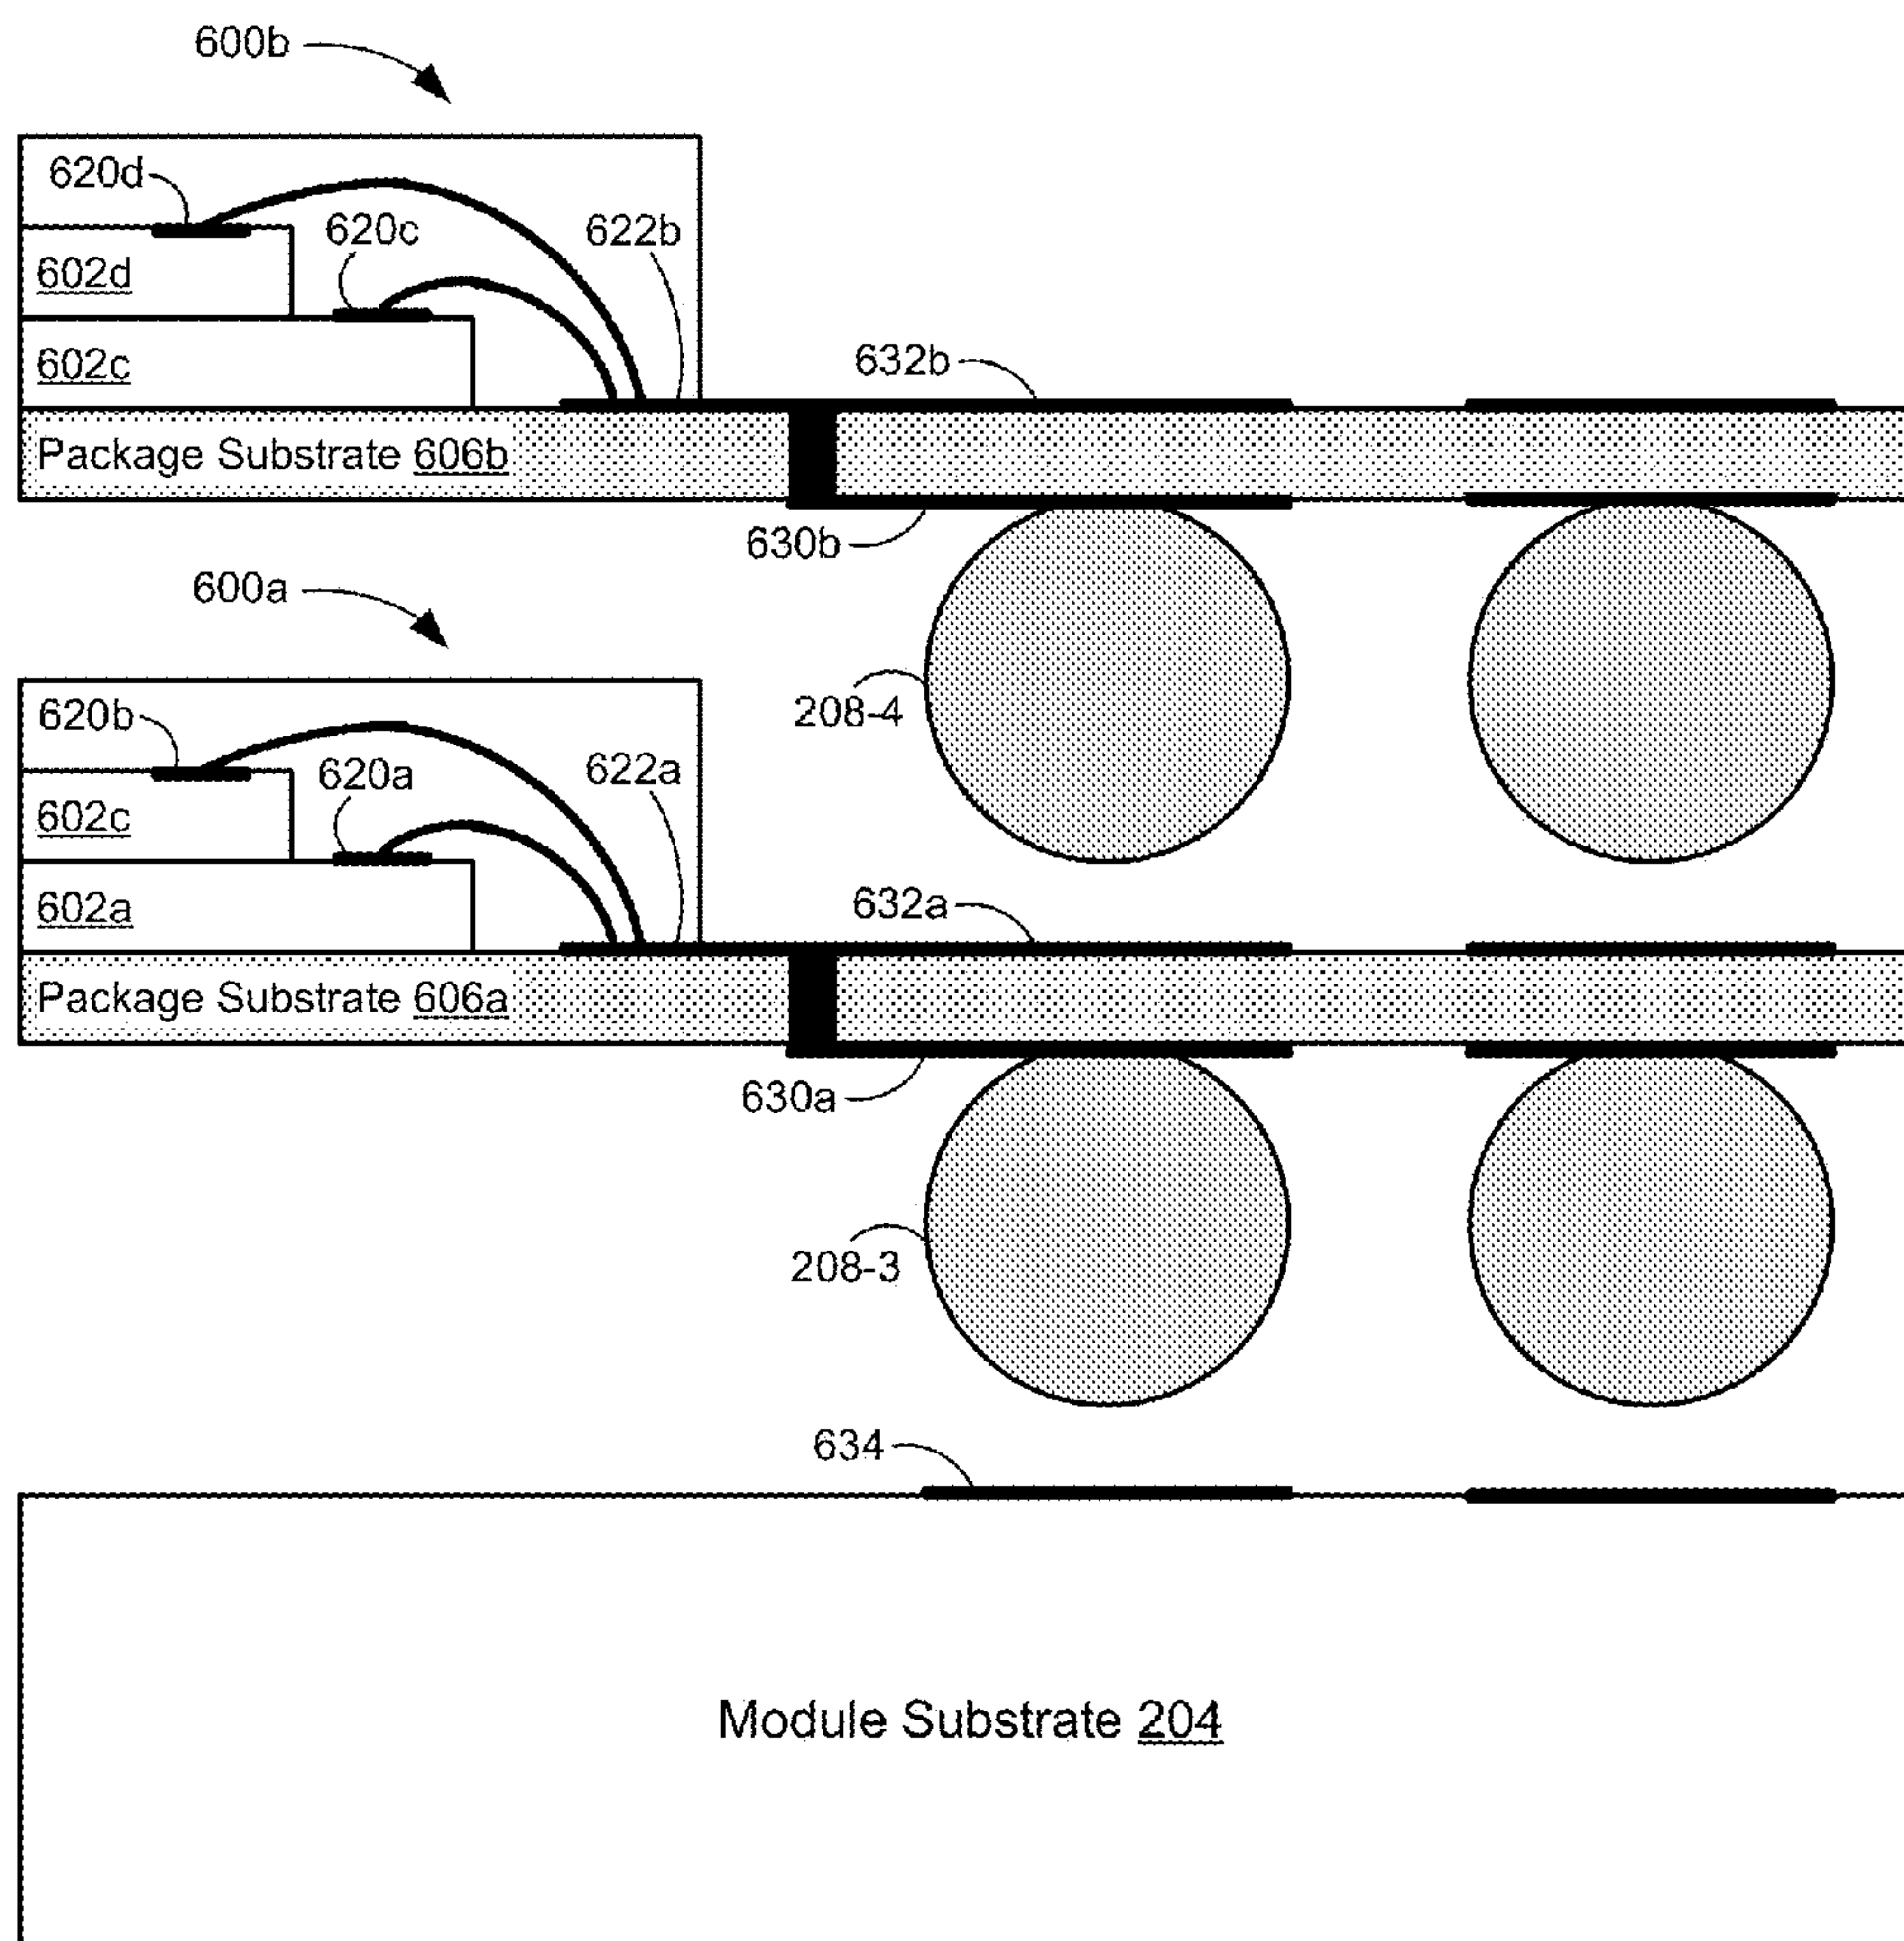 600b
620d
620c
622b
602d
602c
632b
Package Substrate 606b
630b
600a
208-4
620b
620a
622a
602c
602a
632a
Package Substrate 606a
630a
208-3
634
Module Substrate 204